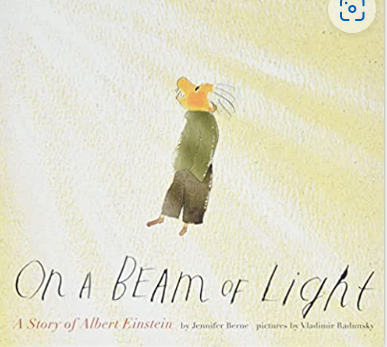 On A BEAM OF Light
A Story of Albert Einstein by Jennifer Berne pictures by Vladimir Radunsky